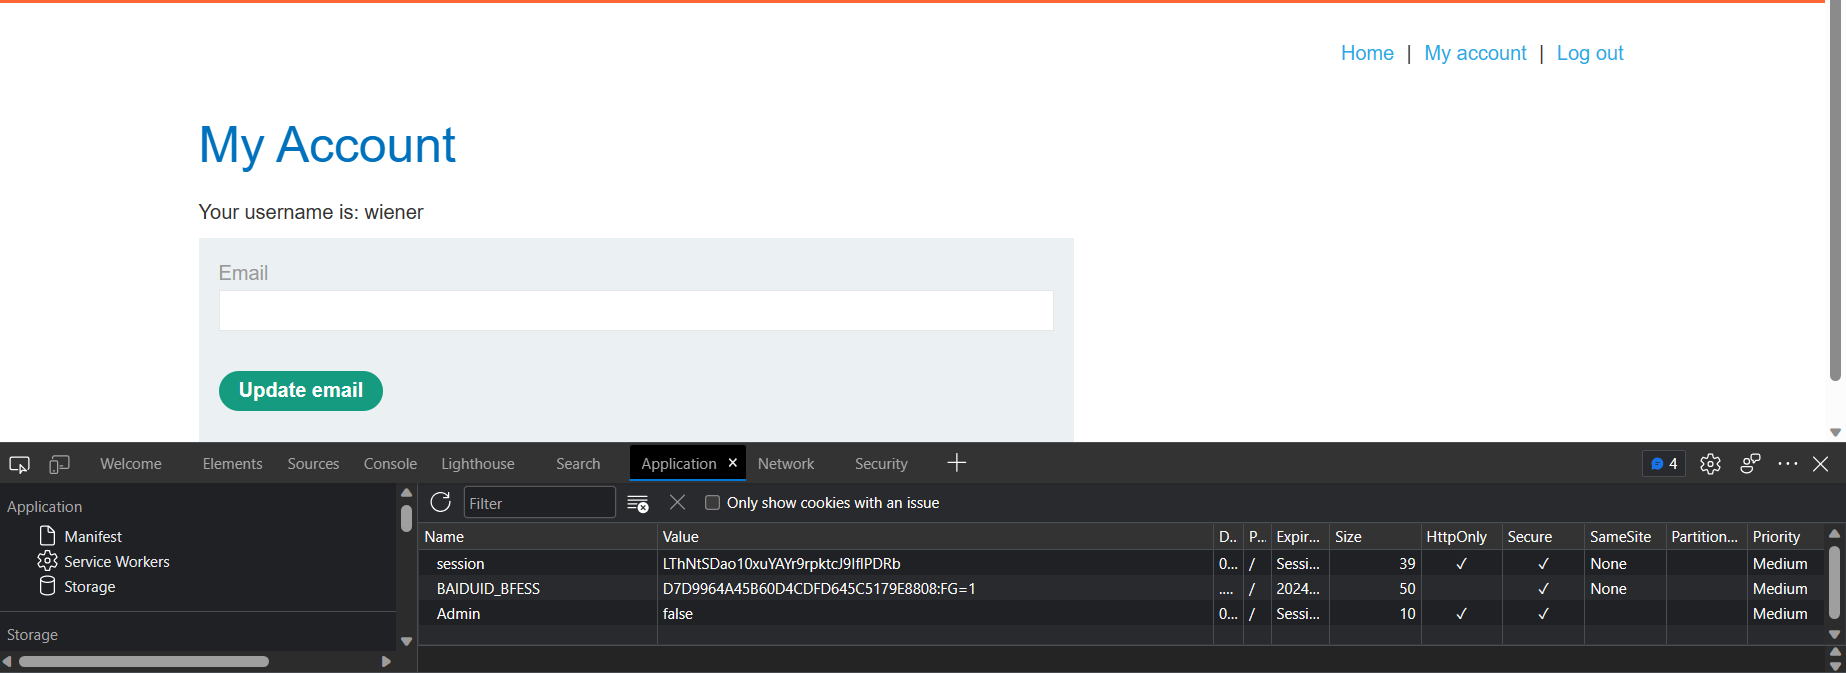 Home | My account | Log out
My Account
Your username is: wiener
Email
Update email
Welcome Elements Sources Console Lighthouse Search Application × Network Security 4
Application
Manifest
Service Workers
Storage
Storage
Filter Only show cookies with an issue
Name Value D.. P.. Expir... Size HttpOnly Secure SameSite Partition... Priority
session LThNtSDao10xuYAYr9rpktcJ9IflPDRb 0... / Sessi... 39 ✓ ✓ None Medium
BAIDUID_BFESS D7D9964A45B60D4CDFD645C5179E8808:FG=1 .... / 2024... 50 ✓ None Medium
Admin false 0... / Sessi... 10 ✓ ✓ Medium